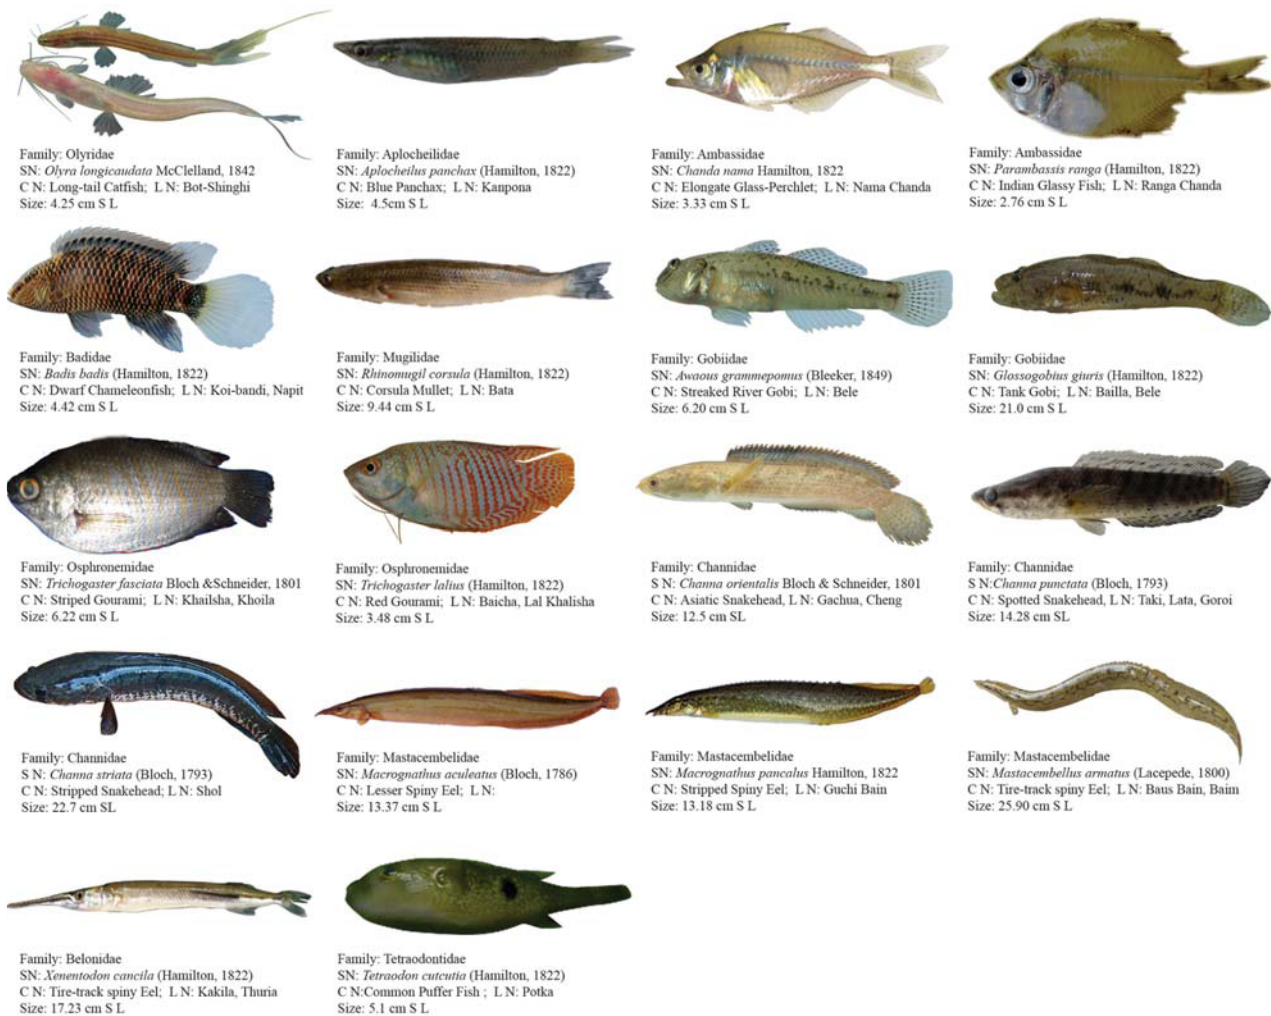 Family: Olyridae
SN: Olyra longicaudata McClelland, 1842
C N: Long-tail Catfish; L N: Bot-Shinghi
Size: 4.25 cm S L
Family: Aplocheilidae
SN: Aplocheilus panchax (Hamilton, 1822)
C N: Blue Panchax; L N: Kanpona
Size: 4.5cm S L
Family: Ambassidae
SN: Chanda nama Hamilton, 1822
C N: Elongate Glass-Perchlet; L N: Nama Chanda
Size: 3.33 cm S L
Family: Ambassidae
SN: Parambassis ranga (Hamilton, 1822)
C N: Indian Glassy Fish; L N: Ranga Chanda
Size: 2.76 cm S L
Family: Badidae
SN: Badis badis (Hamilton, 1822)
C N: Dwarf Chameleonfish; L N: Koi-bandi, Napit
Size: 4.42 cm S L
Family: Mugilidae
SN: Rhinomugil corsula (Hamilton, 1822)
C N: Corsula Mullet; L N: Bata
Size: 9.44 cm S L
Family: Gobiidae
SN: Awaous grammepomus (Bleeker, 1849)
C N: Streaked River Gobi; L N: Bele
Size: 6.20 cm S L
Family: Gobiidae
SN: Glossogobius giuris (Hamilton, 1822)
C N: Tank Gobi; L N: Bailla, Bele
Size: 21.0 cm S L
Family: Osphronemidae
SN: Trichogaster fasciata Bloch &Schneider, 1801
C N: Striped Gourami; L N: Khailsha, Khoila
Size: 6.22 cm S L
Family: Osphronemidae
SN: Trichogaster lalius (Hamilton, 1822)
C N: Red Gourami; L N: Baicha, Lal Khalisha
Size: 3.48 cm S L
Family: Channidae
S N: Channa orientalis Bloch & Schneider, 1801
C N: Asiatic Snakehead, L N: Gachua, Cheng
Size: 12.5 cm SL
Family: Channidae
S N:Channa punctata (Bloch, 1793)
C N: Spotted Snakehead, L N: Taki, Lata, Goroi
Size: 14.28 cm SL
Family: Channidae
S N: Channa striata (Bloch, 1793)
C N: Stripped Snakehead; L N: Shol
Size: 22.7 cm SL
Family: Mastacembelidae
SN: Macrognathus aculeatus (Bloch, 1786)
C N: Lesser Spiny Eel; L N:
Size: 13.37 cm S L
Family: Mastacembelidae
SN: Macrognathus pancalus Hamilton, 1822
C N: Stripped Spiny Eel; L N: Guchi Bain
Size: 13.18 cm S L
Family: Mastacembelidae
SN: Mastacembellus armatus (Lacepede, 1800)
C N: Tire-track spiny Eel; L N: Baus Bain, Baim
Size: 25.90 cm S L
Family: Belonidae
SN: Xenentodon cancila (Hamilton, 1822)
C N: Tire-track spiny Eel; L N: Kakila, Thuria
Size: 17.23 cm S L
Family: Tetraodontidae
SN: Tetraodon cutcutia (Hamilton, 1822)
C N:Common Puffer Fish ; L N: Potka
Size: 5.1 cm S L